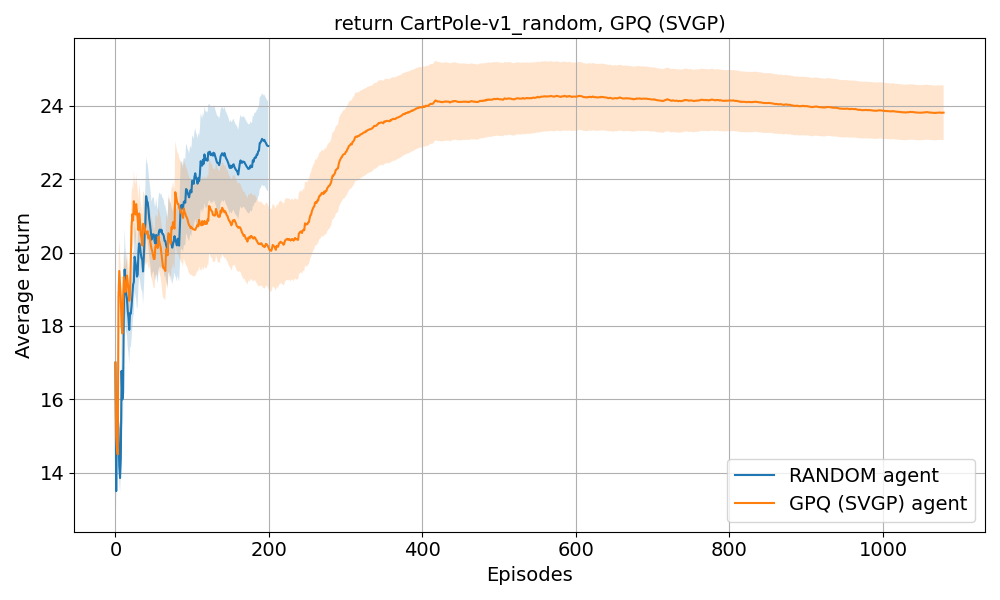 return CartPole-v1_random, GPQ (SVGP)
Average return
24
22
20
18
16
14
0 200 400 600 800 1000
Episodes
RANDOM agent
GPQ (SVGP) agent